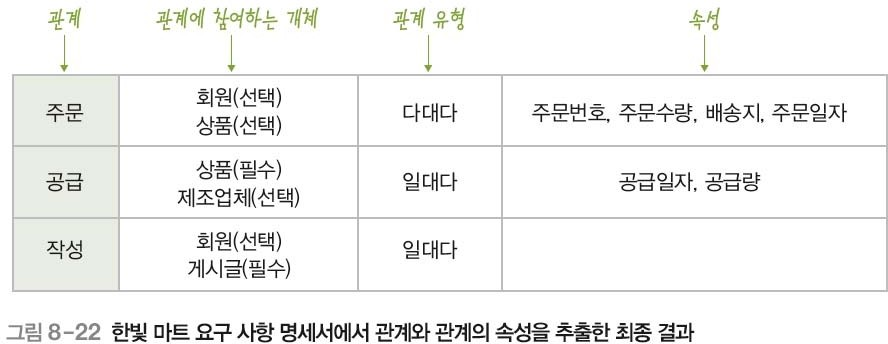 관계 관계에 참여하는 개체 관계 유형 속성
주문 회원(선택) 상품(선택) 다대다 주문번호, 주문수량, 배송지, 주문일자
공급 상품(필수) 제조업체(선택) 일대다 공급일자, 공급량
작성 회원(선택) 게시글(필수) 일대다
그림 8-22 한빛 마트 요구 사항 명세서에서 관계와 관계의 속성을 추출한 최종 결과